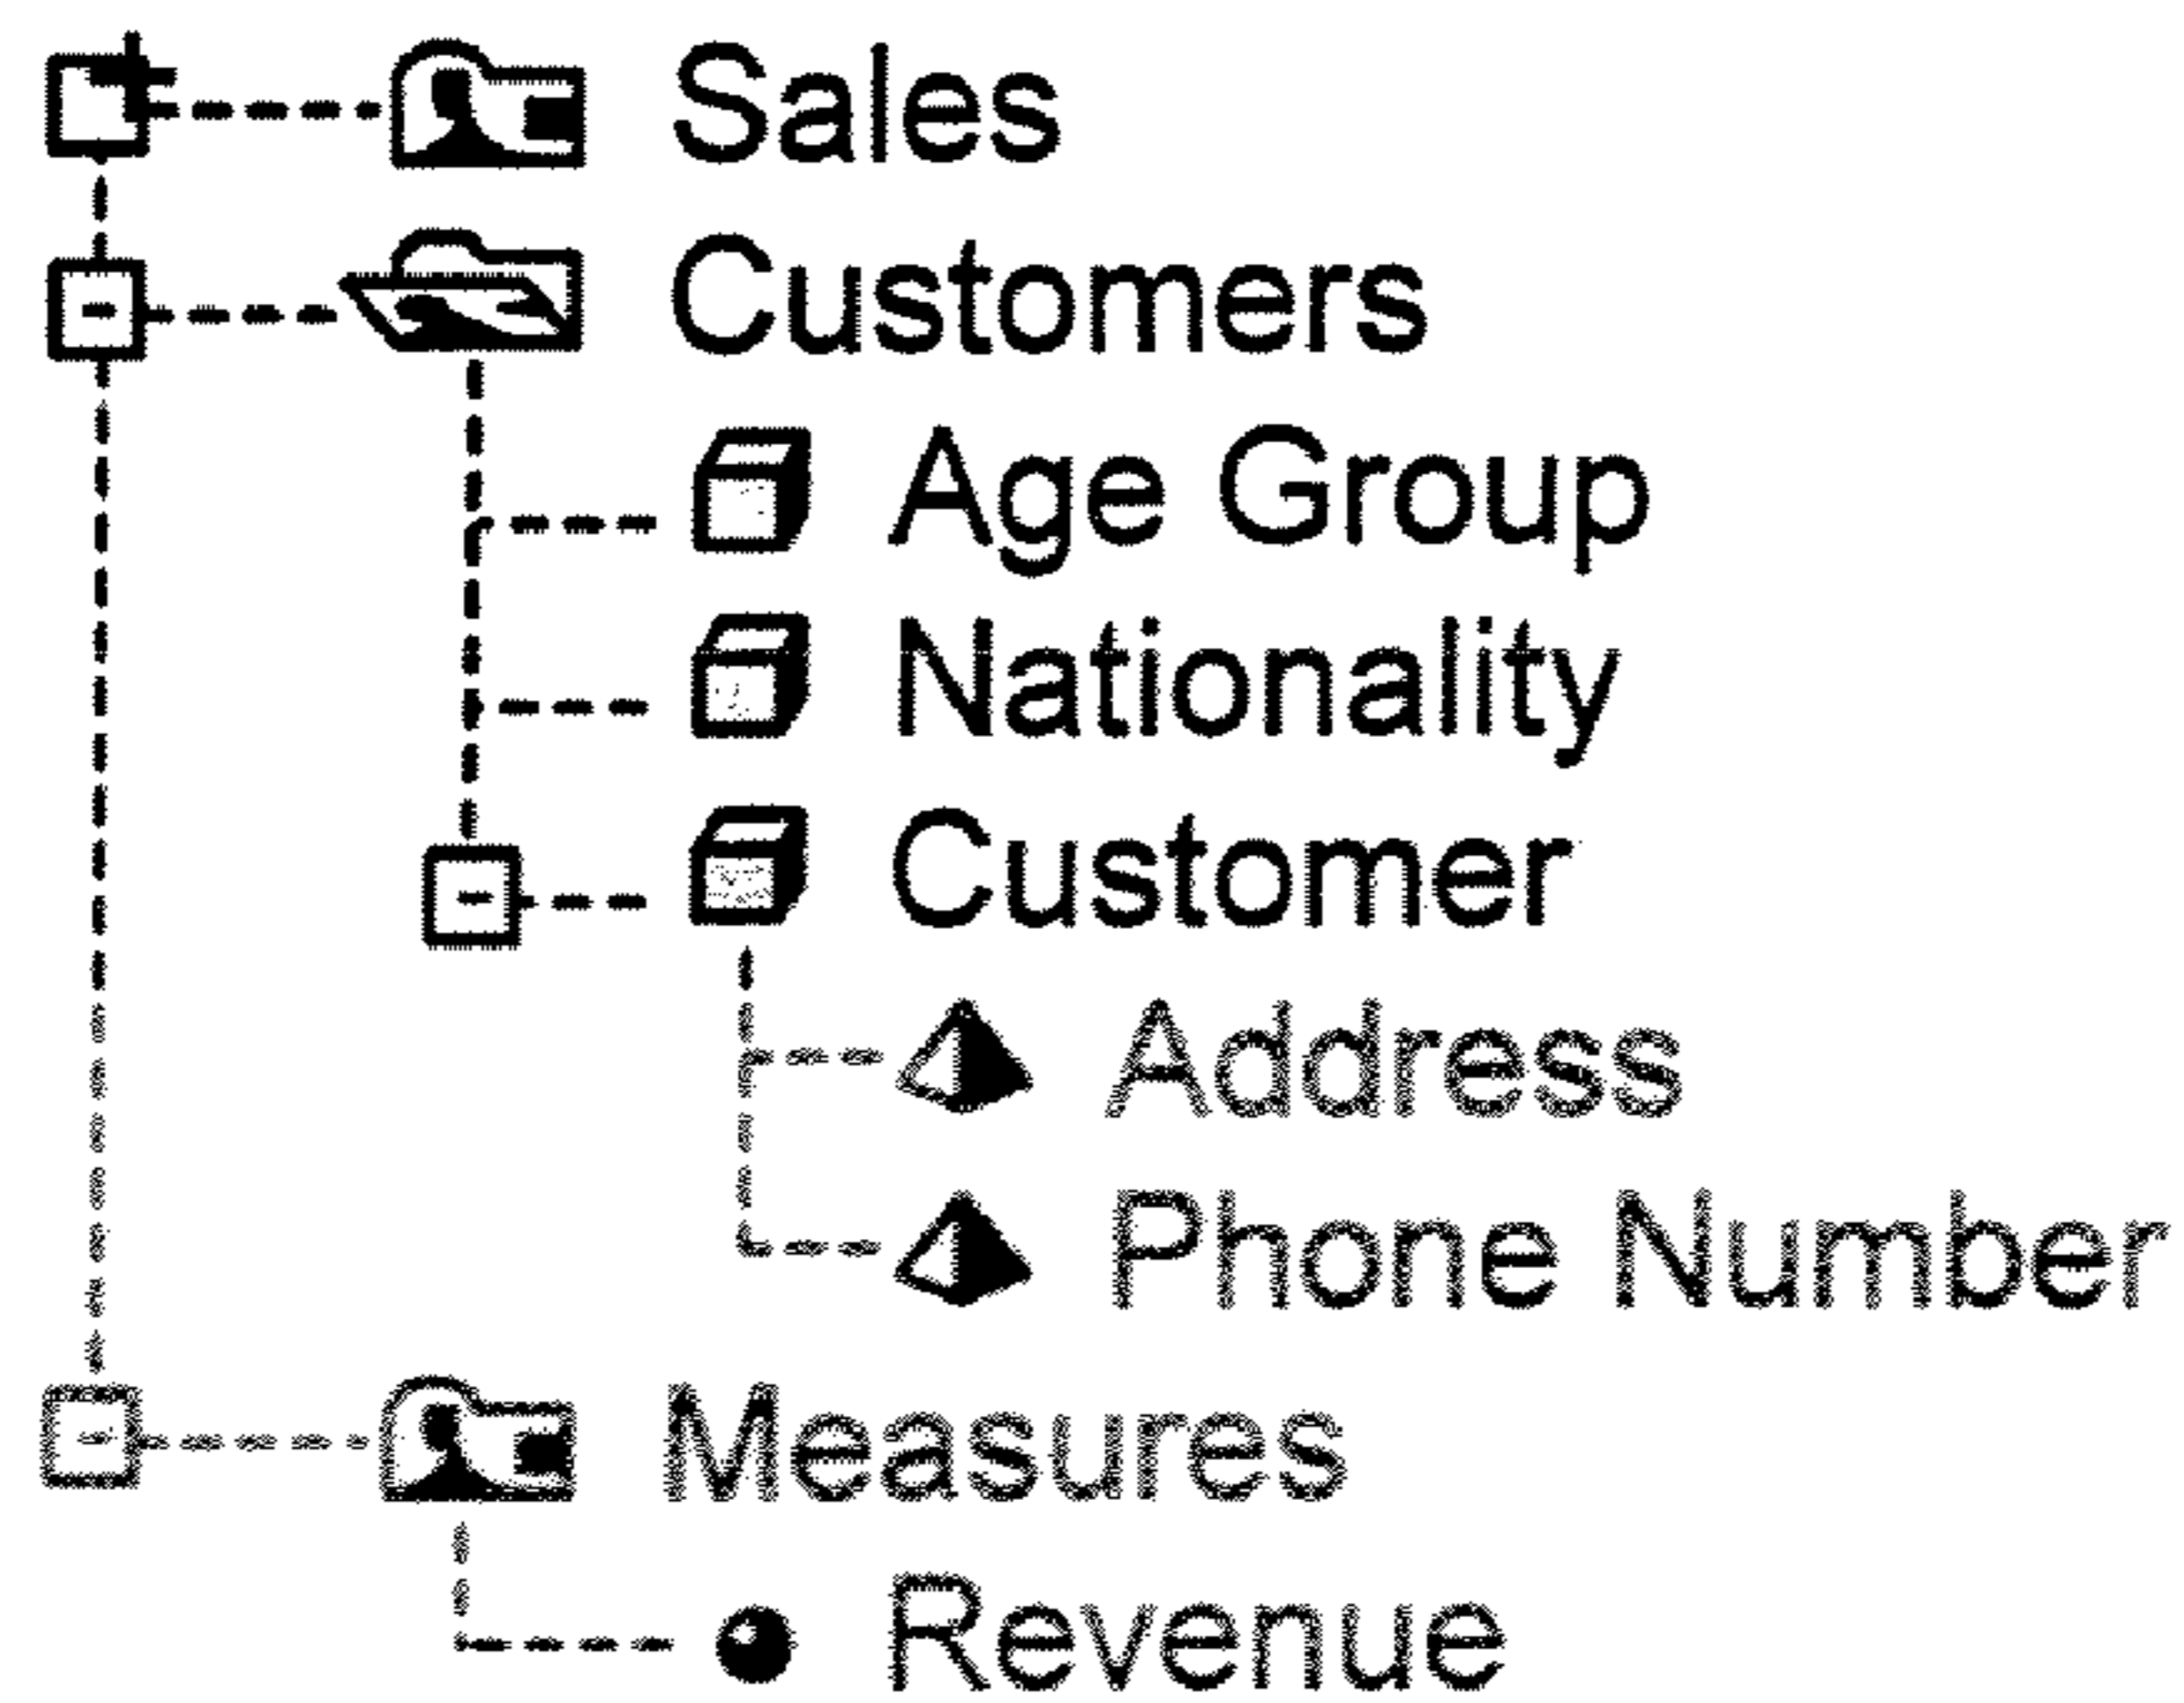 Sales
Customers
Age Group
Nationality
Customer
Address
Phone Number
Measures
Revenue